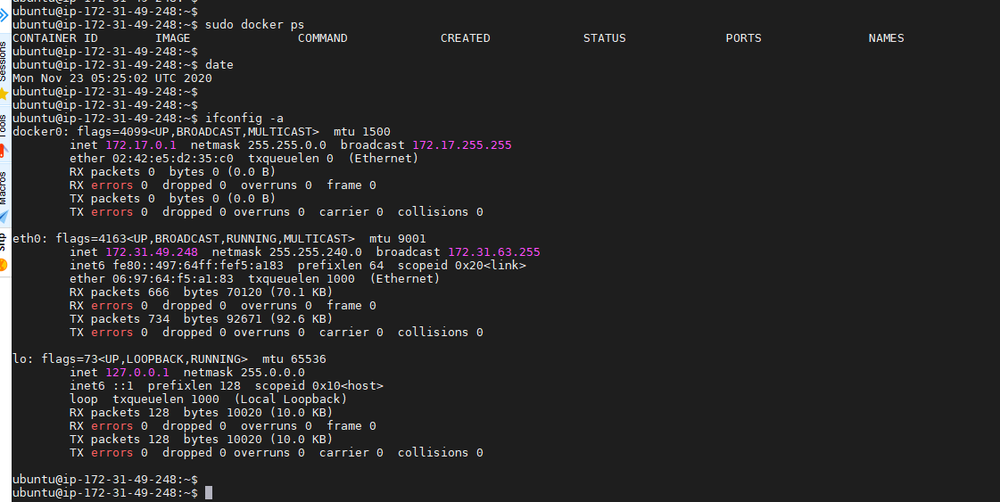 ubuntu@ip-172-31-49-248:~$
ubuntu@ip-172-31-49-248:~$
ubuntu@ip-172-31-49-248:~$ sudo docker ps
CONTAINER ID        IMAGE               COMMAND             CREATED             STATUS              PORTS               NAMES
ubuntu@ip-172-31-49-248:~$
ubuntu@ip-172-31-49-248:~$ date
Mon Nov 23 05:25:02 UTC 2020
ubuntu@ip-172-31-49-248:~$
ubuntu@ip-172-31-49-248:~$
ubuntu@ip-172-31-49-248:~$ ifconfig -a
docker0: flags=4099<UP,BROADCAST,MULTICAST>  mtu 1500
        inet 172.17.0.1  netmask 255.255.0.0  broadcast 172.17.255.255
        ether 02:42:e5:d2:35:c0  txqueuelen 0  (Ethernet)
        RX packets 0  bytes 0 (0.0 B)
        RX errors 0  dropped 0  overruns 0  frame 0
        TX packets 0  bytes 0 (0.0 B)
        TX errors 0  dropped 0 overruns 0  carrier 0  collisions 0
eth0: flags=4163<UP,BROADCAST,RUNNING,MULTICAST>  mtu 9001
        inet 172.31.49.248  netmask 255.255.240.0  broadcast 172.31.63.255
        inet6 fe80::497:64ff:fef5:a183  prefixlen 64  scopeid 0x20<link>
        ether 06:97:64:f5:a1:83  txqueuelen 1000  (Ethernet)
        RX packets 666  bytes 70120 (70.1 KB)
        RX errors 0  dropped 0  overruns 0  frame 0
        TX packets 734  bytes 92671 (92.6 KB)
        TX errors 0  dropped 0 overruns 0  carrier 0  collisions 0
lo: flags=73<UP,LOOPBACK,RUNNING>  mtu 65536
        inet 127.0.0.1  netmask 255.0.0.0
        inet6 ::1  prefixlen 128  scopeid 0x10<host>
        loop  txqueuelen 1000  (Local Loopback)
        RX packets 128  bytes 10020 (10.0 KB)
        RX errors 0  dropped 0  overruns 0  frame 0
        TX packets 128  bytes 10020 (10.0 KB)
        TX errors 0  dropped 0 overruns 0  carrier 0  collisions 0
ubuntu@ip-172-31-49-248:~$
ubuntu@ip-172-31-49-248:~$
Sessions
Tools
Macros
Sftp